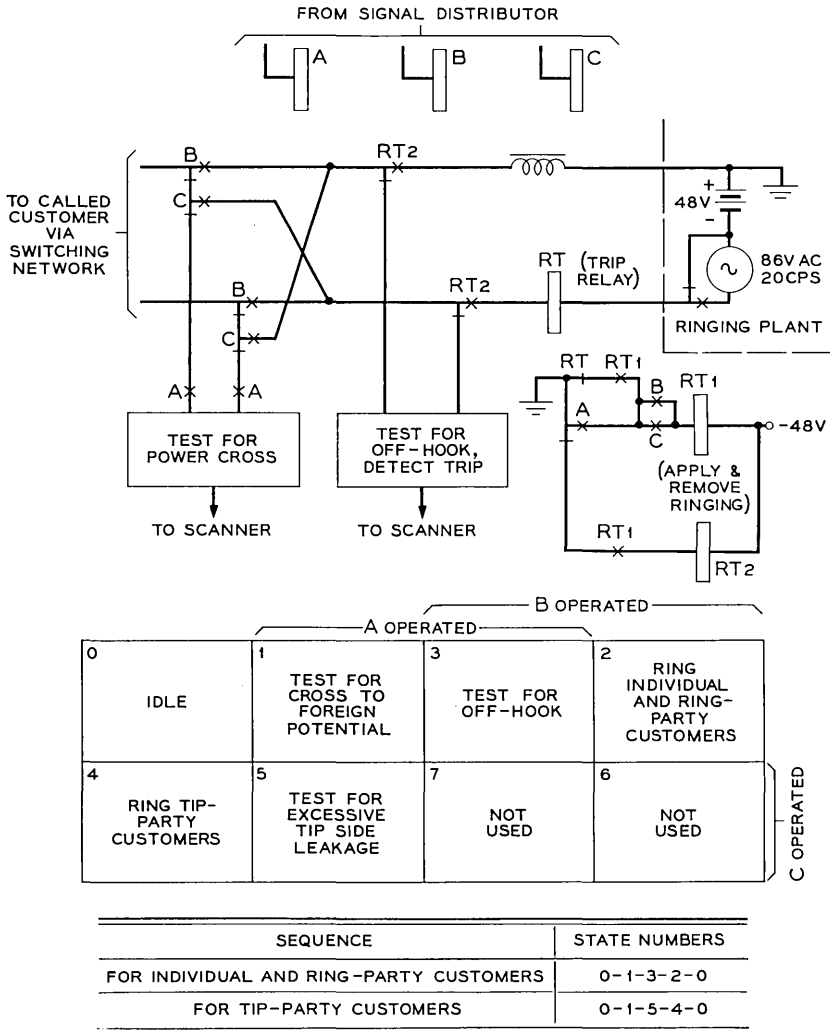 FROM SIGNAL DISTRIBUTOR
A
B
C
B
C
B
C
A
A
RT2
RT2
TO CALLED
CUSTOMER
VIA
SWITCHING
NETWORK
RT
(TRIP
RELAY)
+
48V
-
86V AC
20CPS
RINGING PLANT
TEST FOR
POWER CROSS
TO SCANNER
TEST FOR
OFF-HOOK,
DETECT TRIP
TO SCANNER
RT
RT1
A
B
C
RT1
-48V
(APPLY &
REMOVE
RINGING)
RT1
RT2
B OPERATED
A OPERATED
0
IDLE
1
TEST FOR
CROSS TO
FOREIGN
POTENTIAL
3
TEST FOR
OFF-HOOK
2
RING
INDIVIDUAL
AND RING-
PARTY
CUSTOMERS
4
RING TIP-
PARTY
CUSTOMERS
5
TEST FOR
EXCESSIVE
TIP SIDE
LEAKAGE
7
NOT
USED
6
NOT
USED
C OPERATED
SEQUENCE STATE NUMBERS
FOR INDIVIDUAL AND RING-PARTY CUSTOMERS 0-1-3-2-0
FOR TIP-PARTY CUSTOMERS 0-1-5-4-0